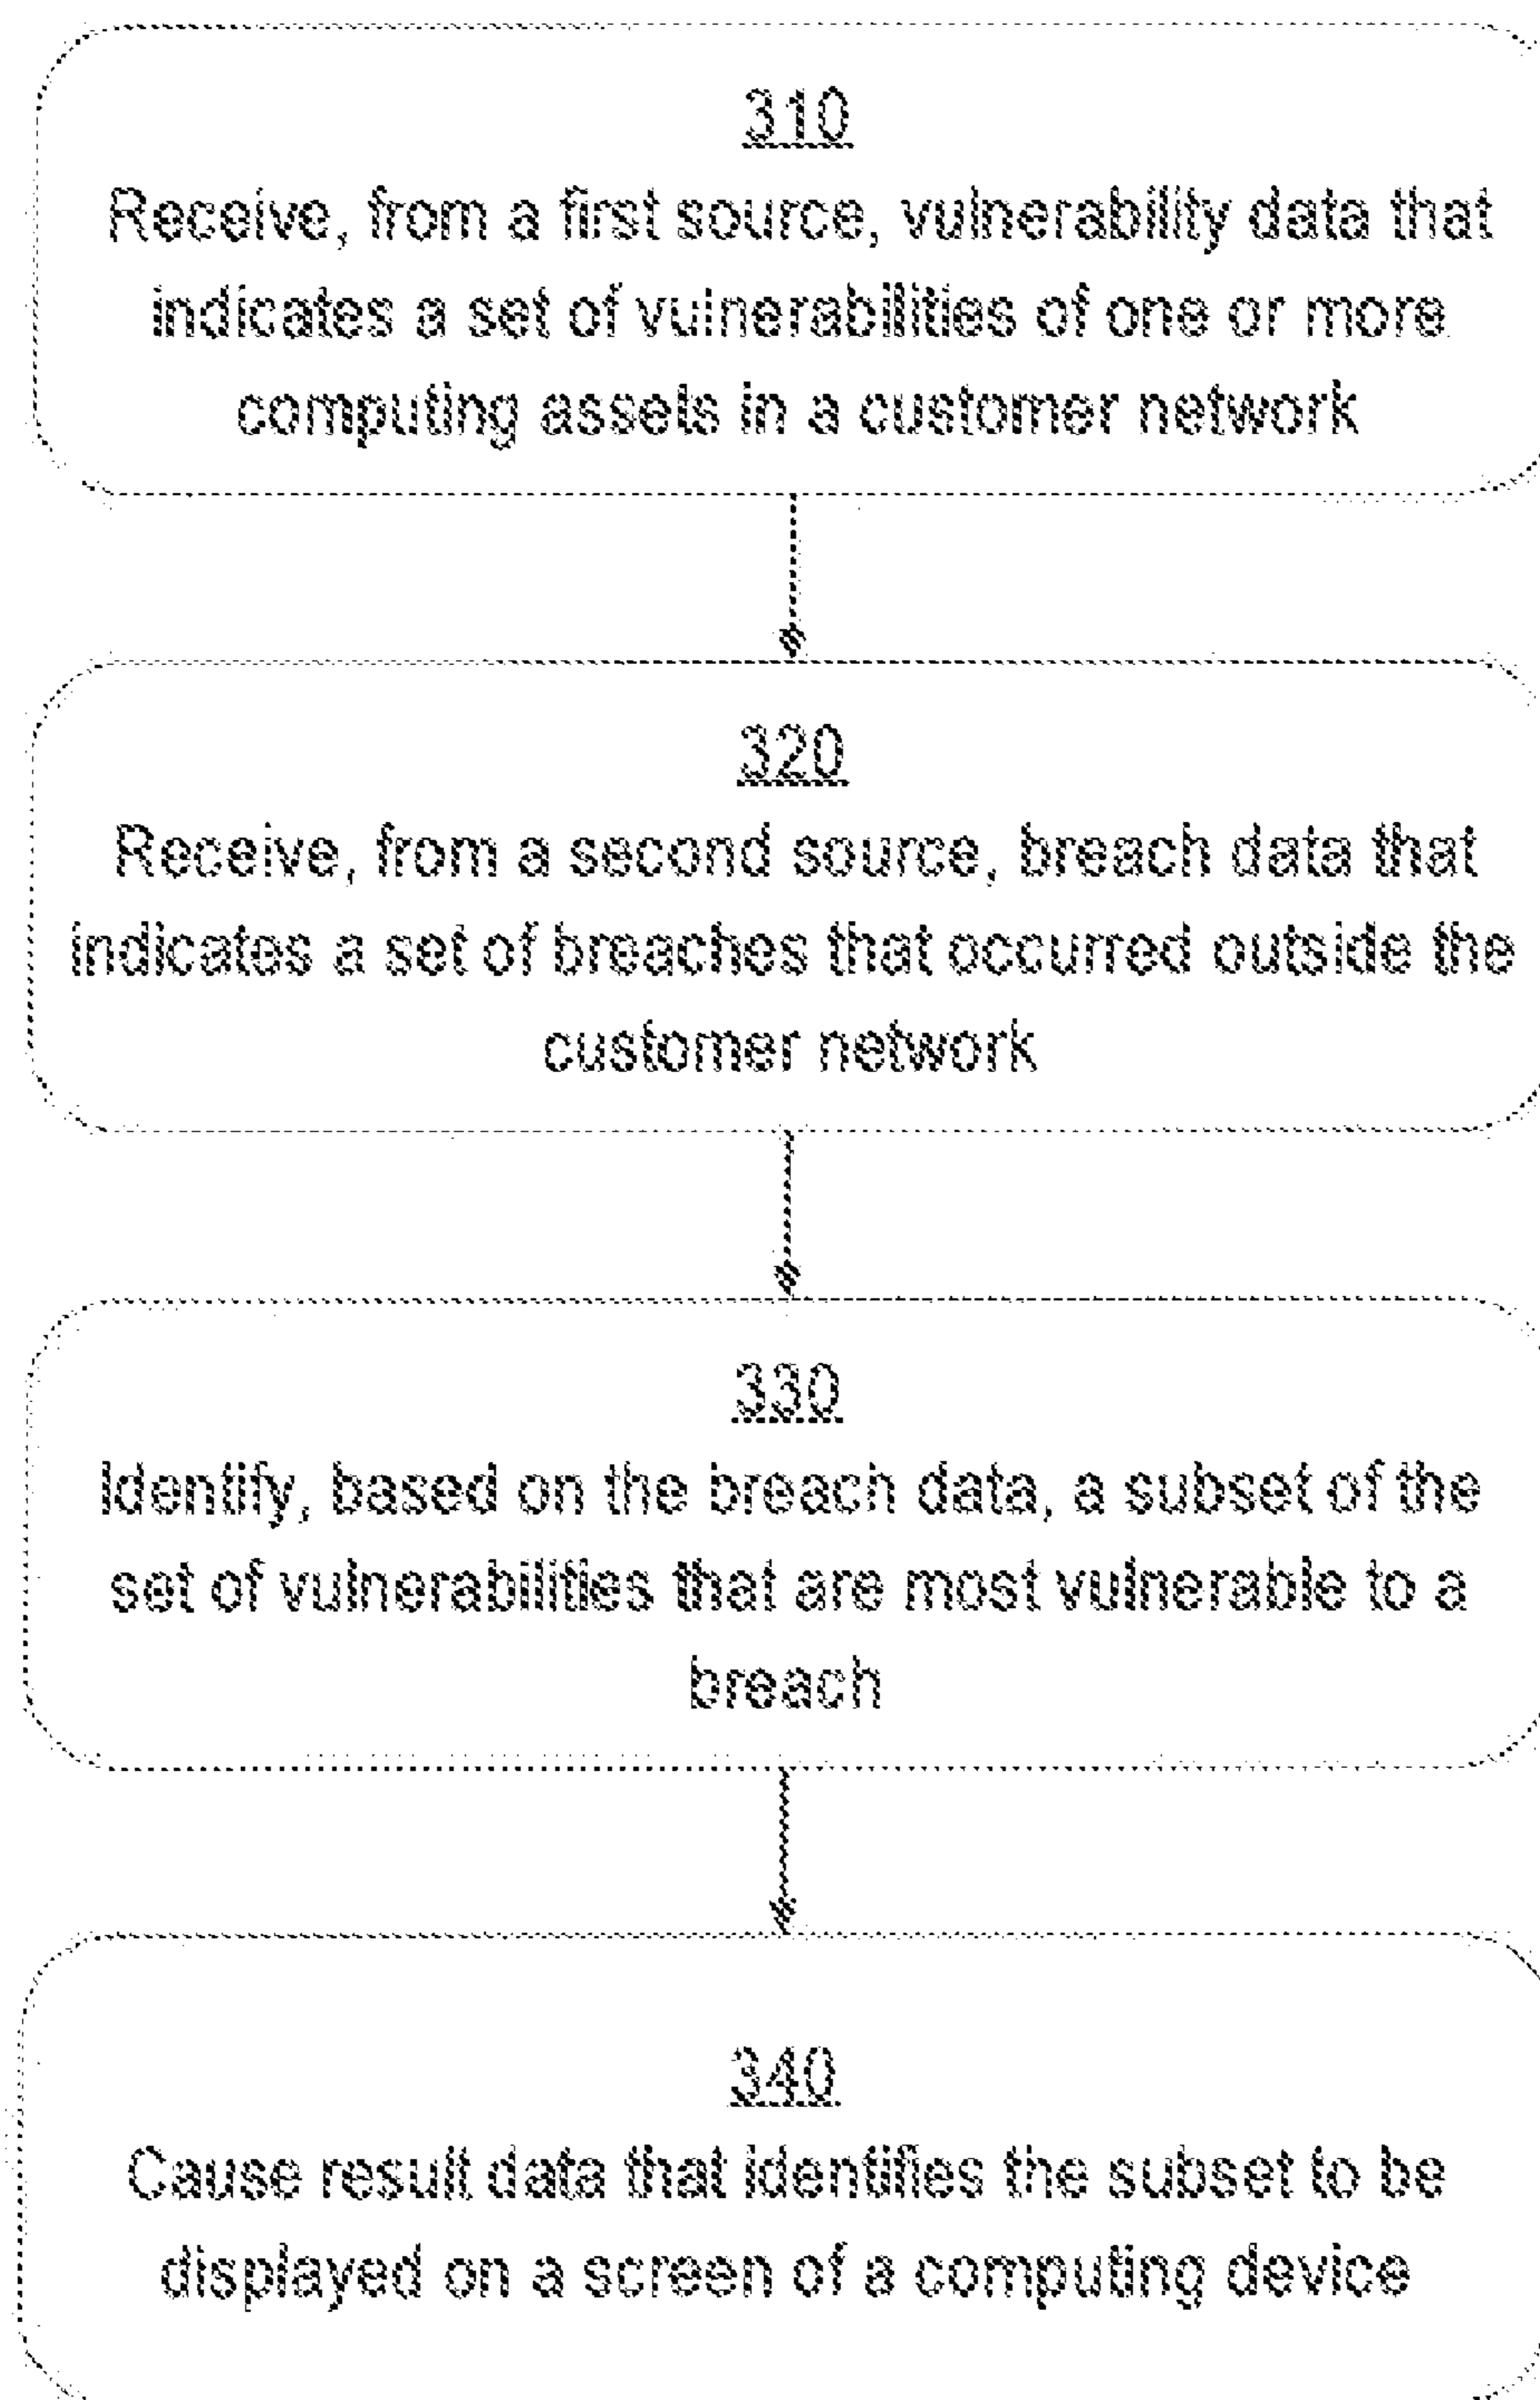 310
Receive, from a first source, vulnerability data that
indicates a set of vulnerabilities of one or more
computing assets in a customer network
320
Receive, from a second source, breach data that
indicates a set of breaches that occurred outside the
customer network
330
Identify, based on the breach data, a subset of the
set of vulnerabilities that are most vulnerable to a
breach
340
Cause result data that identifies the subset to be
displayed on a screen of a computing device